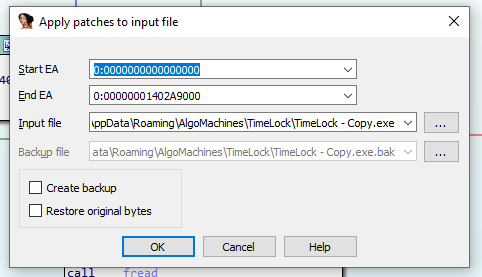 Apply patches to input file
Start EA
0:0000000000000000
End EA
0:00000001402A9000
Input file
\ppData\Roaming\AlgoMachines\TimeLock\TimeLock - Copy.exe
...
Backup file
ata\Roaming\AlgoMachines\TimeLock\TimeLock - Copy.exe.bak
...
Create backup
Restore original bytes
OK
Cancel
Help
call fread